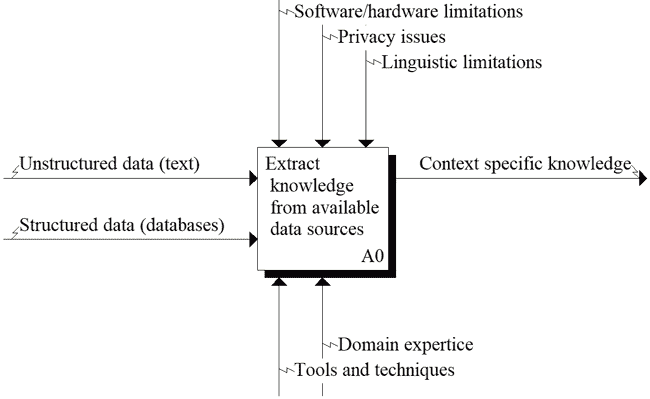 Software/hardware limitations
Privacy issues
Linguistic limitations
Unstructured data (text)
Structured data (databases)
Extract
knowledge
from available
data sources
A0
Context specific knowledge
Domain expertice
Tools and techniques